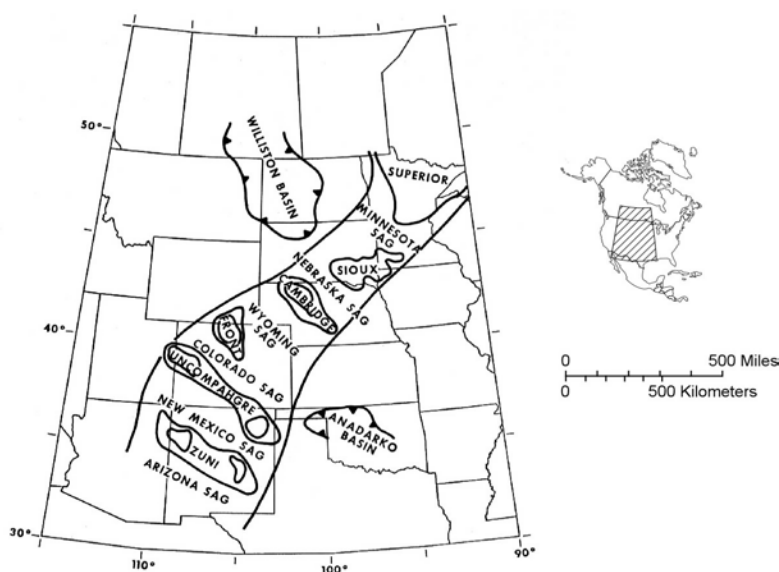 50°
40°
30°
110°
100°
90°
WILLISTON BASIN
SUPERIOR
MINNESOTA
SAG
SIOUX
NEBRASKA SAG
CAMBRIDGE
WYOMING
SAG
FRONT
COLORADO SAG
UNCOMPAHGRE
NEW MEXICO SAG
ZUNI
ARIZONA SAG
ANADARKO
BASIN
0
500 Miles
0
500 Kilometers